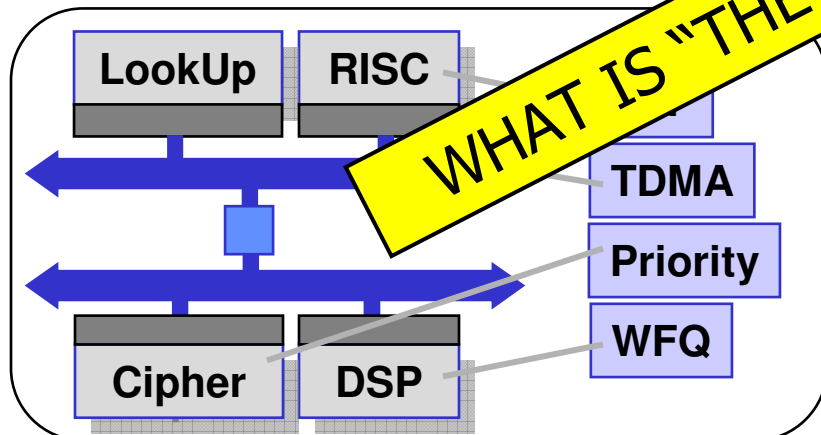 LookUp RISC
WHAT IS “THE
TDMA
Priority
WFQ
Cipher DSP